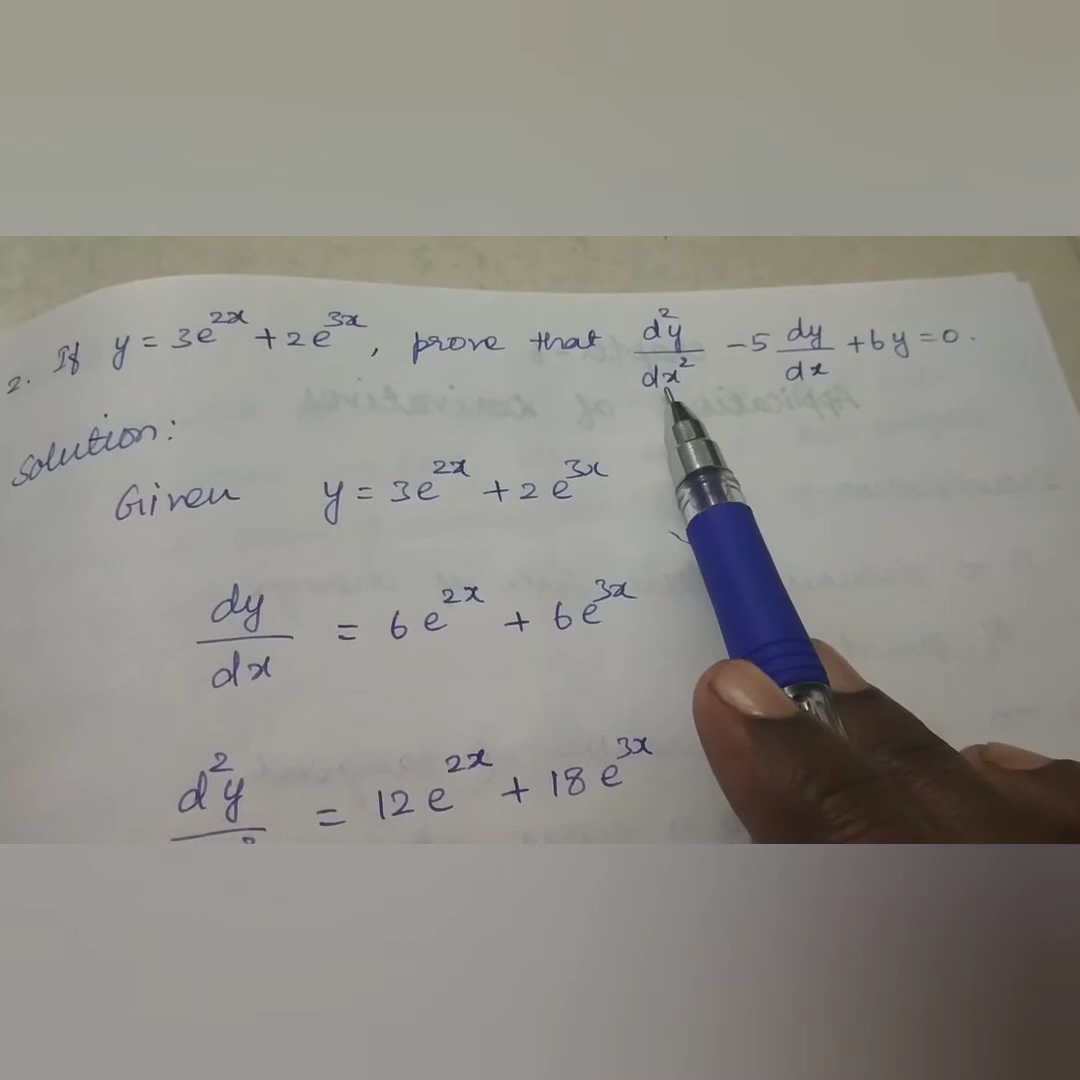 2. If y = 3e^2x + 2e^3x, prove that d²y/dx² - 5 dy/dx + 6y = 0.
Solution:
Given y = 3e^2x + 2e^3x
dy/dx = 6e^2x + 6e^3x
d²y = 12e^2x + 18e^3x